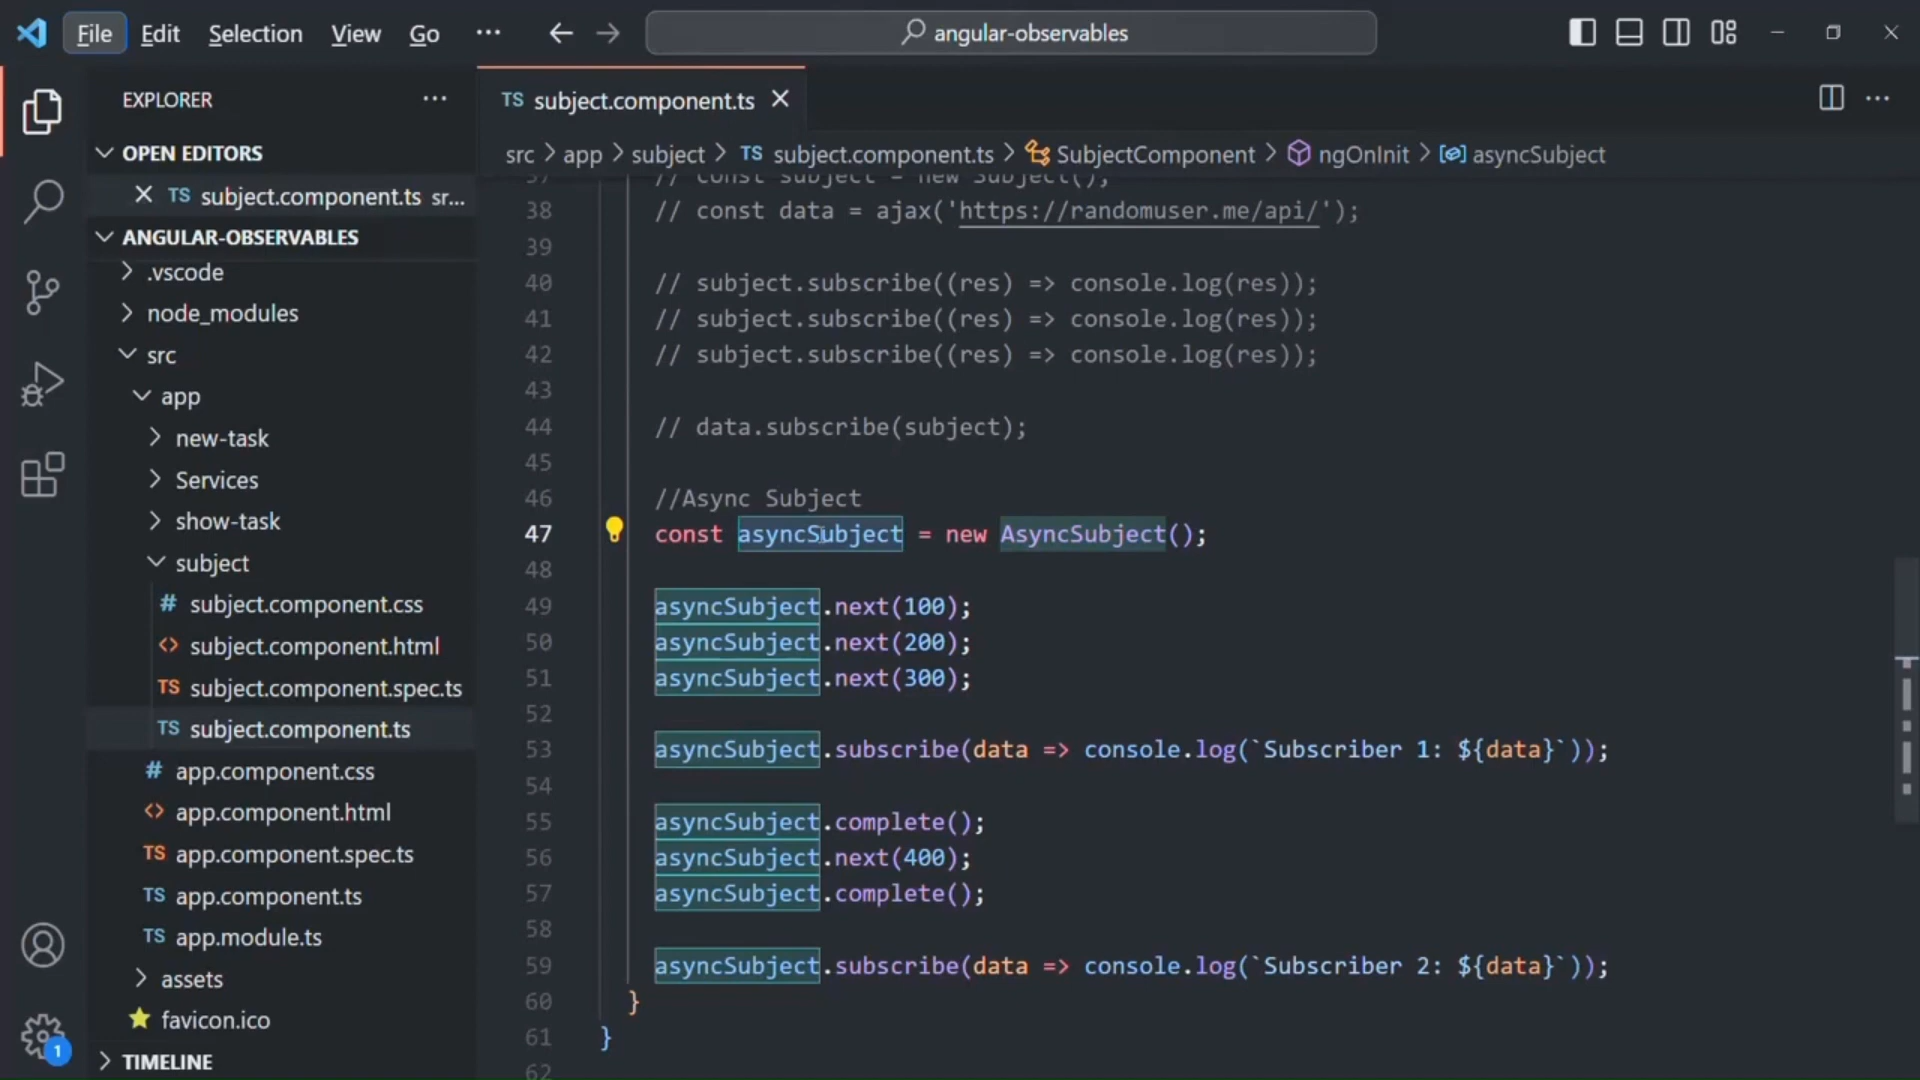 File Edit Selection View Go ··· angular-observables
EXPLORER ···
OPEN EDITORS
TS subject.component.ts sr...
ANGULAR-OBSERVABLES
.vscode
node_modules
src
app
new-task
Services
show-task
subject
# subject.component.css
<> subject.component.html
TS subject.component.spec.ts
TS subject.component.ts
# app.component.css
<> app.component.html
TS app.component.spec.ts
TS app.component.ts
TS app.module.ts
assets
favicon.ico
TIMELINE
1
TS subject.component.ts
src > app > subject > TS subject.component.ts > SubjectComponent > ngOnInit > asyncSubject
37 // const subject = new Subject();
38 // const data = ajax('https://randomuser.me/api/');
39
40 // subject.subscribe((res) => console.log(res));
41 // subject.subscribe((res) => console.log(res));
42 // subject.subscribe((res) => console.log(res));
43
44 // data.subscribe(subject);
45
46 //Async Subject
47 const asyncSubject = new AsyncSubject();
48
49 asyncSubject.next(100);
50 asyncSubject.next(200);
51 asyncSubject.next(300);
52
53 asyncSubject.subscribe(data => console.log(`Subscriber 1: ${data}`));
54
55 asyncSubject.complete();
56 asyncSubject.next(400);
57 asyncSubject.complete();
58
59 asyncSubject.subscribe(data => console.log(`Subscriber 2: ${data}`));
60 }
61 }
62